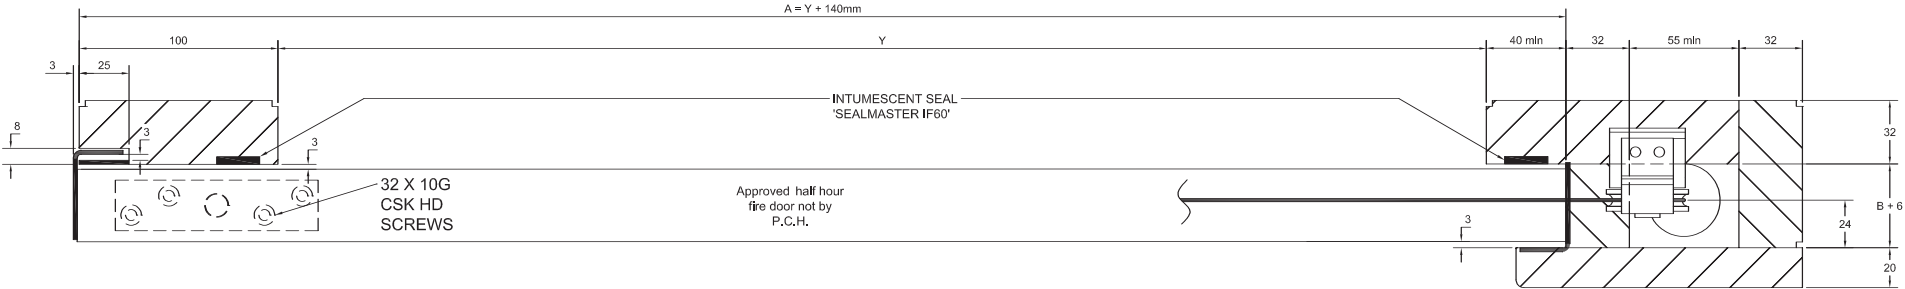 A = Y + 140mm
100
Y
40 mln
32
55 mln
32
3
25
INTUMESCENT SEAL
'SEALMASTER IF60'
8
3
3
32
32 X 10G
CSK HD
SCREWS
Approved half hour
fire door not by
P.C.H.
B + 6
3
24
20